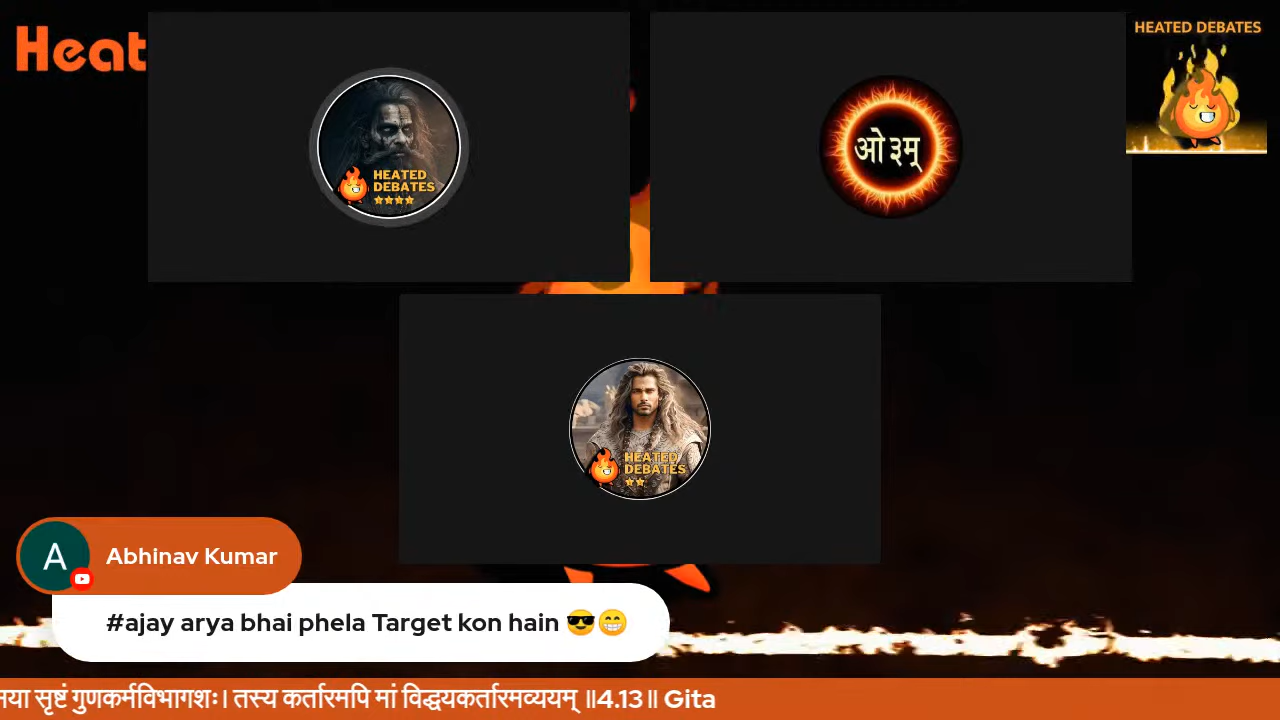 Heat
HEATED DEBATES
HEATED
DEBATES
ओ३म्
HEATED
DEBATES
A
Abhinav Kumar
#ajay arya bhai phela Target kon hain 😎😁
मया सृष्टं गुणकर्मविभागशः। तस्य कर्तारमपि मां विद्धयकर्तारमव्ययम् ॥4.13॥ Gita